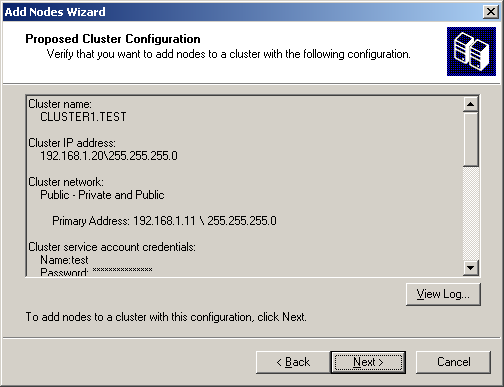 Add Nodes Wizard
Proposed Cluster Configuration
Verify that you want to add nodes to a cluster with the following configuration.
Cluster name:
CLUSTER1.TEST
Cluster IP address:
192.168.1.20\255.255.255.0
Cluster network:
Public - Private and Public
Primary Address: 192.168.1.11 \ 255.255.255.0
Cluster service account credentials:
Name:test
Password: **************
View Log...
To add nodes to a cluster with this configuration, click Next.
< Back
Next >
Cancel